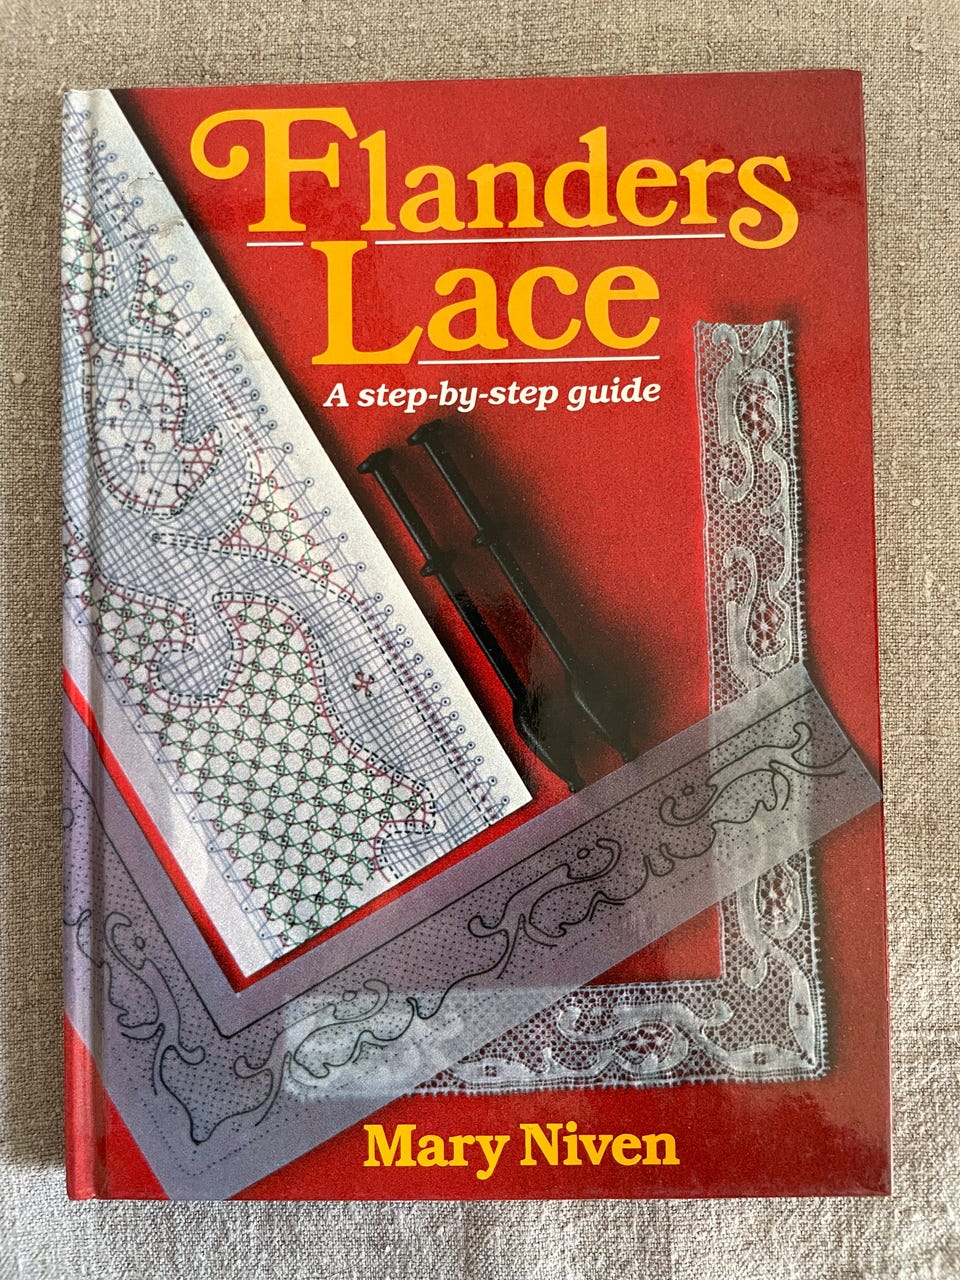 Flanders
Lace
A step-by-step guide
Mary Niven